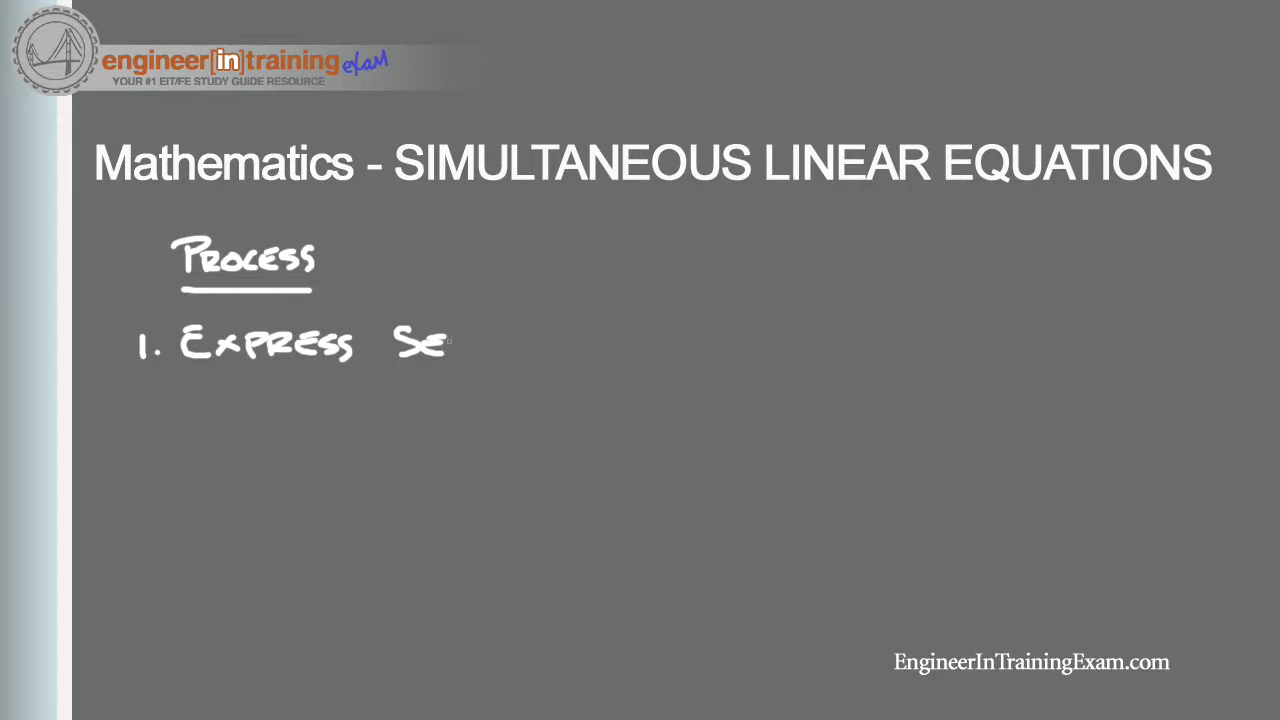 engineer[in]training exam
YOUR #1 EIT/FE STUDY GUIDE RESOURCE
Mathematics - SIMULTANEOUS LINEAR EQUATIONS
PROCESS
1. EXPRESS SE
EngineerInTrainingExam.com